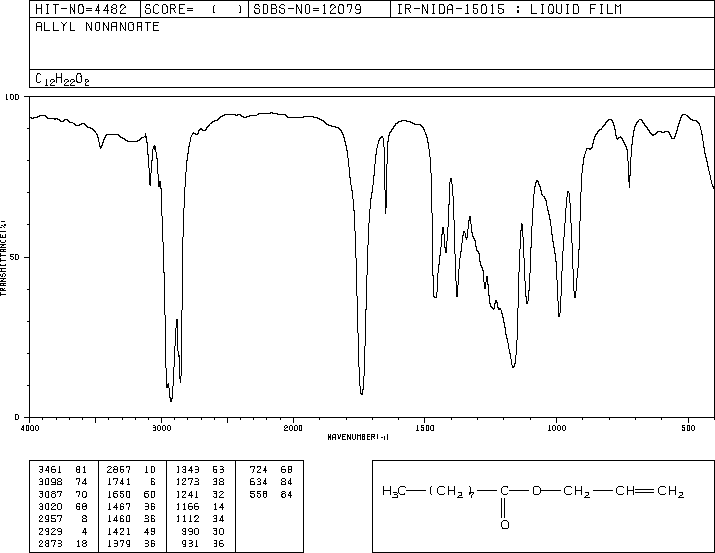 HIT-NO=4482 SCORE= ( ) SDBS-NO=12079 IR-NIDA-15015 : LIQUID FILM
ALLYL NONANOATE
C12H22O2
100
TRANSMITTANCE(%)
50
0
4000 3000 2000 1500 1000 500
WAVENUMBER(-1)
3461 81 2857 10 1343 53 724 68
3098 74 1741 6 1273 38 634 84
3087 70 1650 60 1241 32 558 84
3020 68 1467 36 1166 14
2957 8 1460 36 1112 34
2929 4 1421 49 990 30
2873 18 1379 36 931 36
H3C—(CH2)7—C—O—CH2—CH=CH2
O